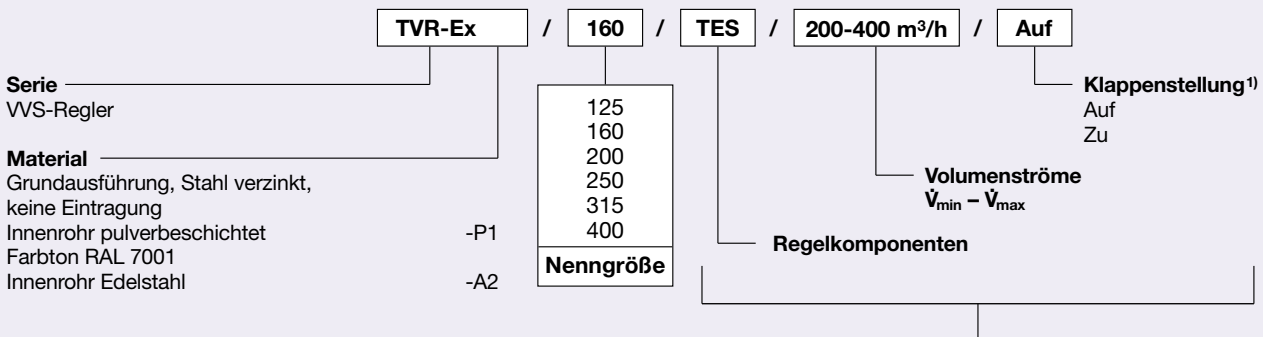 TVR-Ex / 160 / TES / 200-400 m³/h / Auf
Serie
VVS-Regler
Material
Grundausführung, Stahl verzinkt,
keine Eintragung
Innenrohr pulverbeschichtet -P1
Farbton RAL 7001
Innenrohr Edelstahl -A2
125
160
200
250
315
400
Nenngröße
Klappenstellung¹⁾
Auf
Zu
Volumenströme
V̇min – V̇max
Regelkomponenten